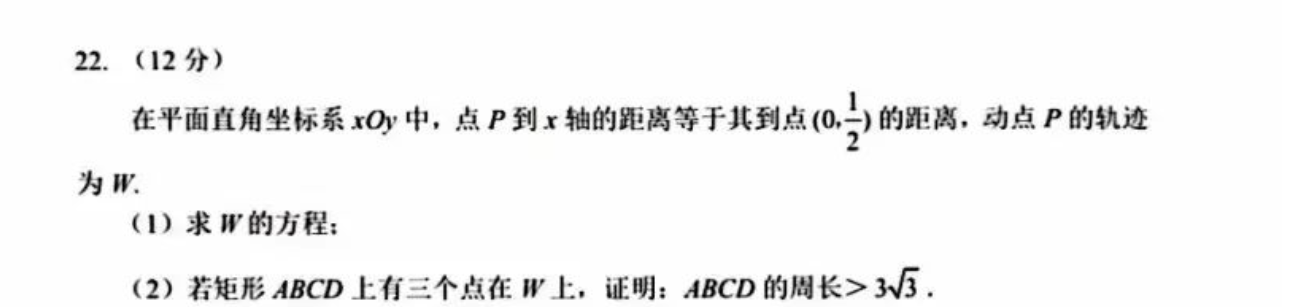 22. （12 分）
在平面直角坐标系 xOy 中，点 P 到 x 轴的距离等于其到点 (0,1/2) 的距离，动点 P 的轨迹
为 W.
（1）求 W 的方程；
（2）若矩形 ABCD 上有三个点在 W 上，证明：ABCD 的周长> 3√3 .